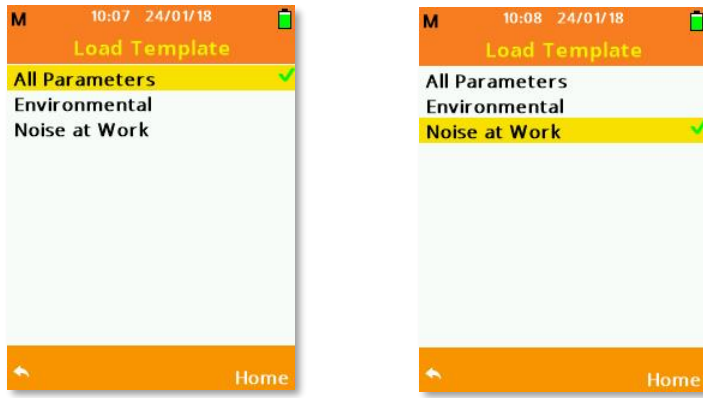 M 10:07 24/01/18
Load Template
All Parameters
Environmental
Noise at Work
Home
M 10:08 24/01/18
Load Template
All Parameters
Environmental
Noise at Work
Home